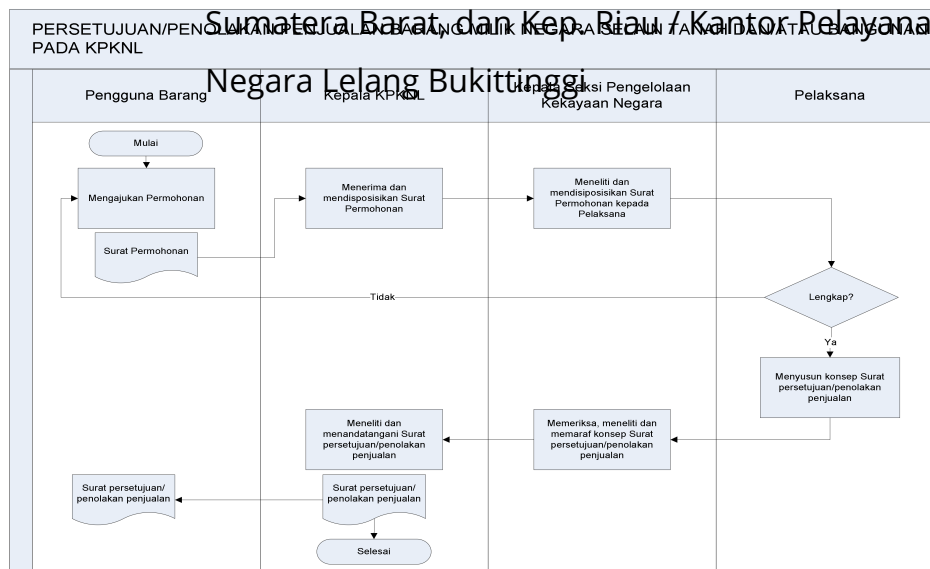 Sumatera Barat, dan Kep. Riau / Kantor Pelayana
PERSETUJUAN/PENOLAKAN PENJUALAN BARANG MILIK NEGARA SELAIN TANAH DAN/ATAU BANGUNAN
PADA KPKNL
Negara Lelang Bukittinggi
Pengguna Barang
Kepala KPKNL
Kepala Seksi Pengelolaan
Kekayaan Negara
Pelaksana
Mulai
Mengajukan Permohonan
Menerima dan
mendisposisikan Surat
Permohonan
Meneliti dan
mendisiposisikan Surat
Permohonan kepada
Pelaksana
Surat Permohonan
Tidak
Lengkap?
Ya
Menyusun konsep Surat
persetujuan/penolakan
penjualan
Meneliti dan
menandatangani Surat
persetujuan/penolakan
penjualan
Memeriksa, meneliti dan
memaraf konsep Surat
persetujuan/penolakan
penjualan
Surat persetujuan/
penolakan penjualan
Surat persetujuan/
penolakan penjualan
Selesai